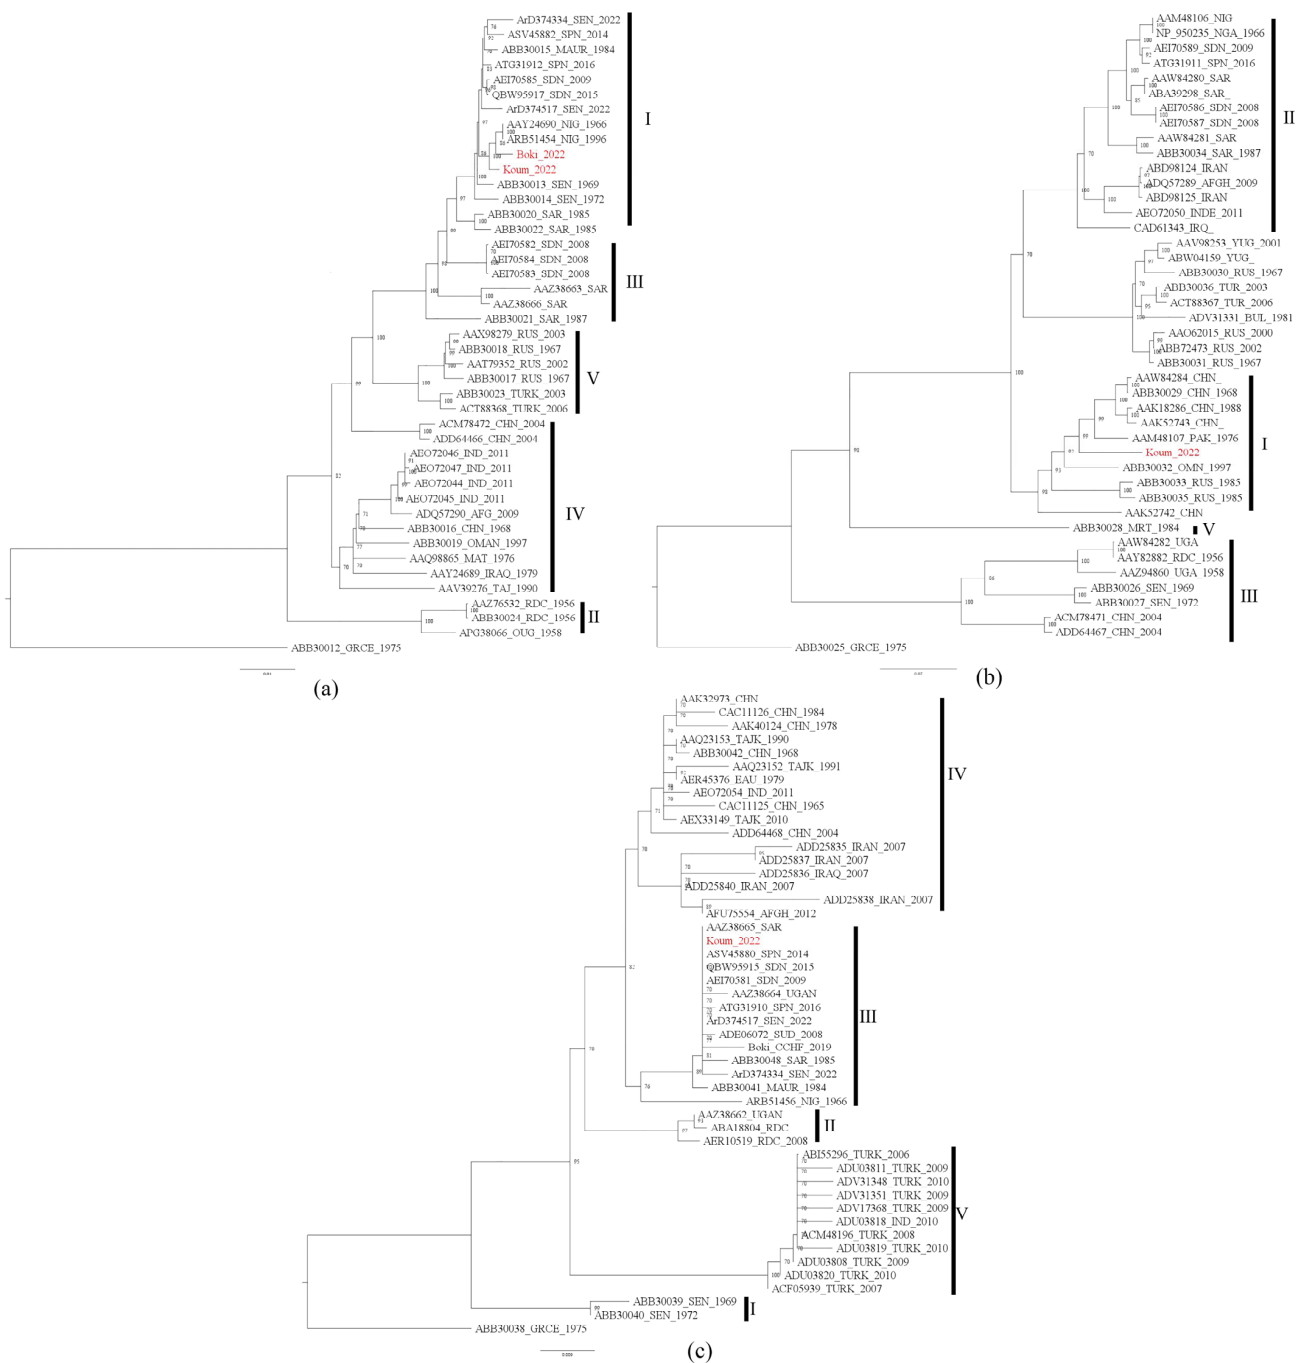 ArD374334_SEN_2022
ASV45882_SPN_2014
ABB30015_MAUR_1984
ATG31912_SPN_2016
AEI70585_SDN_2009
QBW95917_SDN_2015
ArD374517_SEN_2022
AAY24690_NIG_1966
ARB51454_NIG_1996
Boki_2022
Koum_2022
ABB30013_SEN_1969
ABB30014_SEN_1972
ABB30020_SAR_1985
ABB30022_SAR_1985
I
AEI70582_SDN_2008
AEI70584_SDN_2008
AEI70583_SDN_2008
AAZ38663_SAR
AAZ38666_SAR
ABB30021_SAR_1987
III
AAX98279_RUS_2003
ABB30018_RUS_1967
AAT79352_RUS_2002
ABB30017_RUS_1967
ABB30023_TURK_2003
ACT88368_TURK_2006
V
ACM78472_CHN_2004
ADD64466_CHN_2004
AEO72046_IND_2011
AEO72047_IND_2011
AEO72044_IND_2011
AEO72045_IND_2011
ADQ57290_AFG_2009
ABB30016_CHN_1968
ABB30019_OMAN_1997
AAQ98865_MAT_1976
AAY24689_IRAQ_1979
AAV39276_TAJ_1990
IV
AAZ76532_RDC_1956
ABB30024_RDC_1956
APG38066_OUG_1958
II
ABB30012_GRCE_1975
(a)
AAM48106_NIG
NP_950235_NGA_1966
AEI70589_SDN_2009
ATG31911_SPN_2016
AAW84280_SAR
ABA39298_SAR_
AEI70586_SDN_2008
AEI70587_SDN_2008
AAW84281_SAR
ABB30034_SAR_1987
ABD98124_IRAN
ADQ57289_AFGH_2009
ABD98125_IRAN
AEO72050_INDE_2011
CAD61343_IRQ_
II
AAV98253_YUG_2001
ABW04159_YUG_
ABB30030_RUS_1967
ABB30036_TUR_2003
ACT88367_TUR_2006
ADV31331_BUL_1981
AAO62015_RUS_2000
ABB72473_RUS_2002
ABB30031_RUS_1967
AAW84284_CHN_
ABB30029_CHN_1968
AAK18286_CHN_1988
AAK52743_CHN_
AAM48107_PAK_1976
Koum_2022
ABB30032_OMN_1997
ABB30033_RUS_1985
ABB30035_RUS_1985
AAK52742_CHN
I
ABB30028_MRT_1984
V
AAW84282_UGA
AAY82882_RDC_1956
AAZ94860_UGA_1958
ABB30026_SEN_1969
ABB30027_SEN_1972
ACM78471_CHN_2004
ADD64467_CHN_2004
III
ABB30025_GRCE_1975
(b)
AAK32973_CHN
CAC11126_CHN_1984
AAK40124_CHN_1978
AAQ23153_TAJK_1990
ABB30042_CHN_1968
AAQ23152_TAJK_1991
AER45376_EAU_1979
AEO72054_IND_2011
CAC11125_CHN_1965
AEX33149_TAJK_2010
ADD64468_CHN_2004
ADD25835_IRAN_2007
ADD25837_IRAN_2007
ADD25836_IRAQ_2007
ADD25840_IRAN_2007
ADD25838_IRAN_2007
AFU75554_AFGH_2012
IV
AAZ38665_SAR
Koum_2022
ASV45880_SPN_2014
QBW95915_SDN_2015
AEI70581_SDN_2009
AAZ38664_UGAN
ATG31910_SPN_2016
ArD374517_SEN_2022
ADE06072_SUD_2008
Boki_CCHF_2019
ABB30048_SAR_1985
ArD374334_SEN_2022
ABB30041_MAUR_1984
ARB51456_NIG_1966
III
AAZ38662_UGAN
ABA18804_RDC
AER10519_RDC_2008
II
ABI55296_TURK_2006
ADU03811_TURK_2009
ADV31348_TURK_2010
ADV31351_TURK_2009
ADV17368_TURK_2009
ADU03818_IND_2010
ACM48196_TURK_2008
ADU03819_TURK_2010
ADU03808_TURK_2009
ADU03820_TURK_2010
ACF05939_TURK_2007
V
ABB30039_SEN_1969
ABB30040_SEN_1972
I
ABB30038_GRCE_1975
(c)